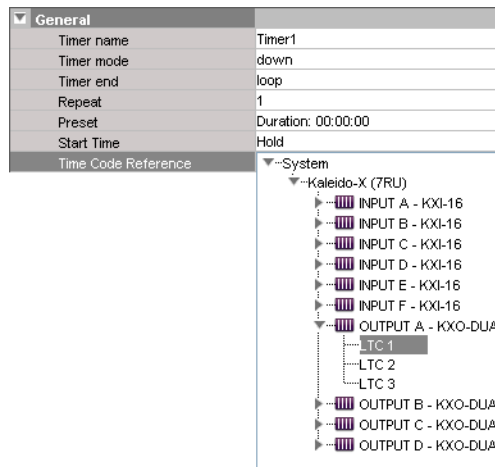 General
Timer name Timer1
Timer mode down
Timer end loop
Repeat 1
Preset Duration: 00:00:00
Start Time Hold
Time Code Reference System
Kaleido-X (7RU)
INPUT A - KXI-16
INPUT B - KXI-16
INPUT C - KXI-16
INPUT D - KXI-16
INPUT E - KXI-16
INPUT F - KXI-16
OUTPUT A - KXO-DUA
LTC 1
LTC 2
LTC 3
OUTPUT B - KXO-DUA
OUTPUT C - KXO-DUA
OUTPUT D - KXO-DUA